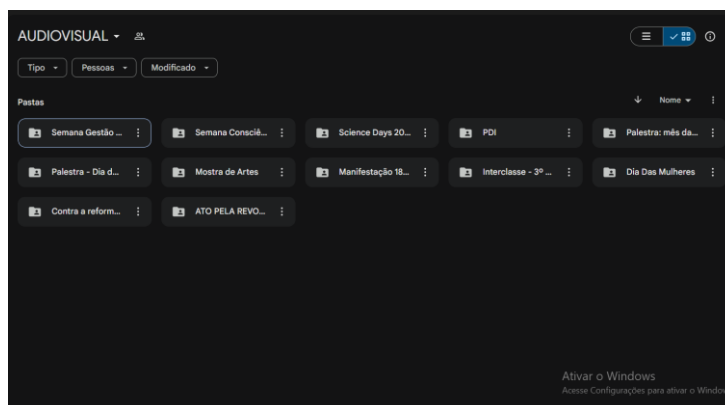 AUDIOVISUAL
Tipo Pessoas Modificado
Pastas Nome
Semana Gestão ... Semana Consciê... Science Days 20... PDI Palestra: mês da...
Palestra - Dia d... Mostra de Artes Manifestação 18... Interclasse - 3º ... Dia Das Mulheres
Contra a reform... ATO PELA REVO...
Ativar o Windows
Acesse Configurações para ativar o Window